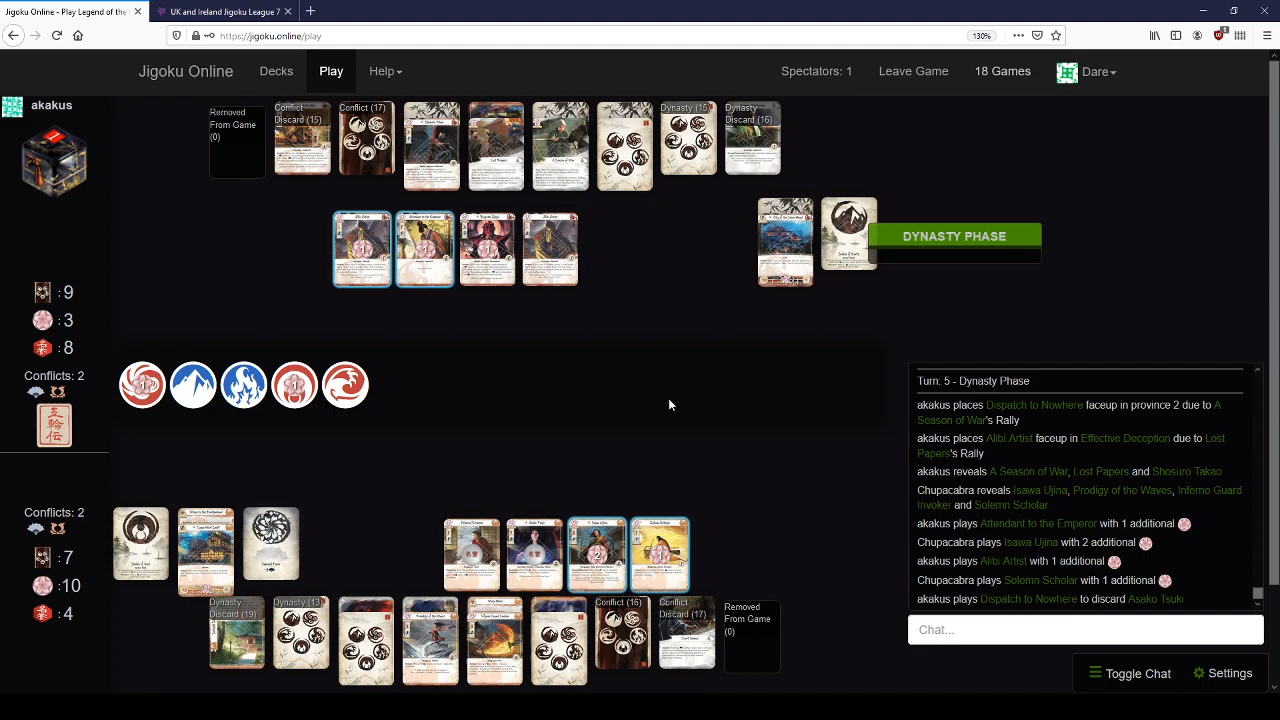 Jigoku Online - Play Legend of the
UK and Ireland Jigoku League 7
https://jigoku.online/play
130%
1
Jigoku Online
Decks
Play
Help
Spectators: 1
Leave Game
18 Games
Dare
akakus
Removed
From Game
(0)
Conflict
Discard (15)
Conflict (17)
Dynasty (15)
Dynasty
Discard (16)
DYNASTY PHASE
:9
:3
:8
Conflicts: 2
Conflicts: 2
:7
:10
:4
Turn: 5 - Dynasty Phase
akakus places Dispatch to Nowhere faceup in province 2 due to A
Season of War's Rally
akakus places Alibi Artist faceup in Effective Deception due to Lost
Papers's Rally
akakus reveals A Season of War, Lost Papers and Shosuro Takao
Chupacabra reveals Isawa Ujina, Prodigy of the Waves, Inferno Guard
Invoker and Solemn Scholar
akakus plays Attendant to the Emperor with 1 additional
Chupacabra plays Isawa Ujina with 2 additional
akakus plays Alibi Artist with 1 additional
Chupacabra plays Solemn Scholar with 1 additional
akakus plays Dispatch to Nowhere to discard Asako Tsuki
Dynasty
Discard (19)
Dynasty (13)
Conflict (16)
Conflict
Discard (17)
Removed
From Game
(0)
Chat...
Toggle Chat
Settings